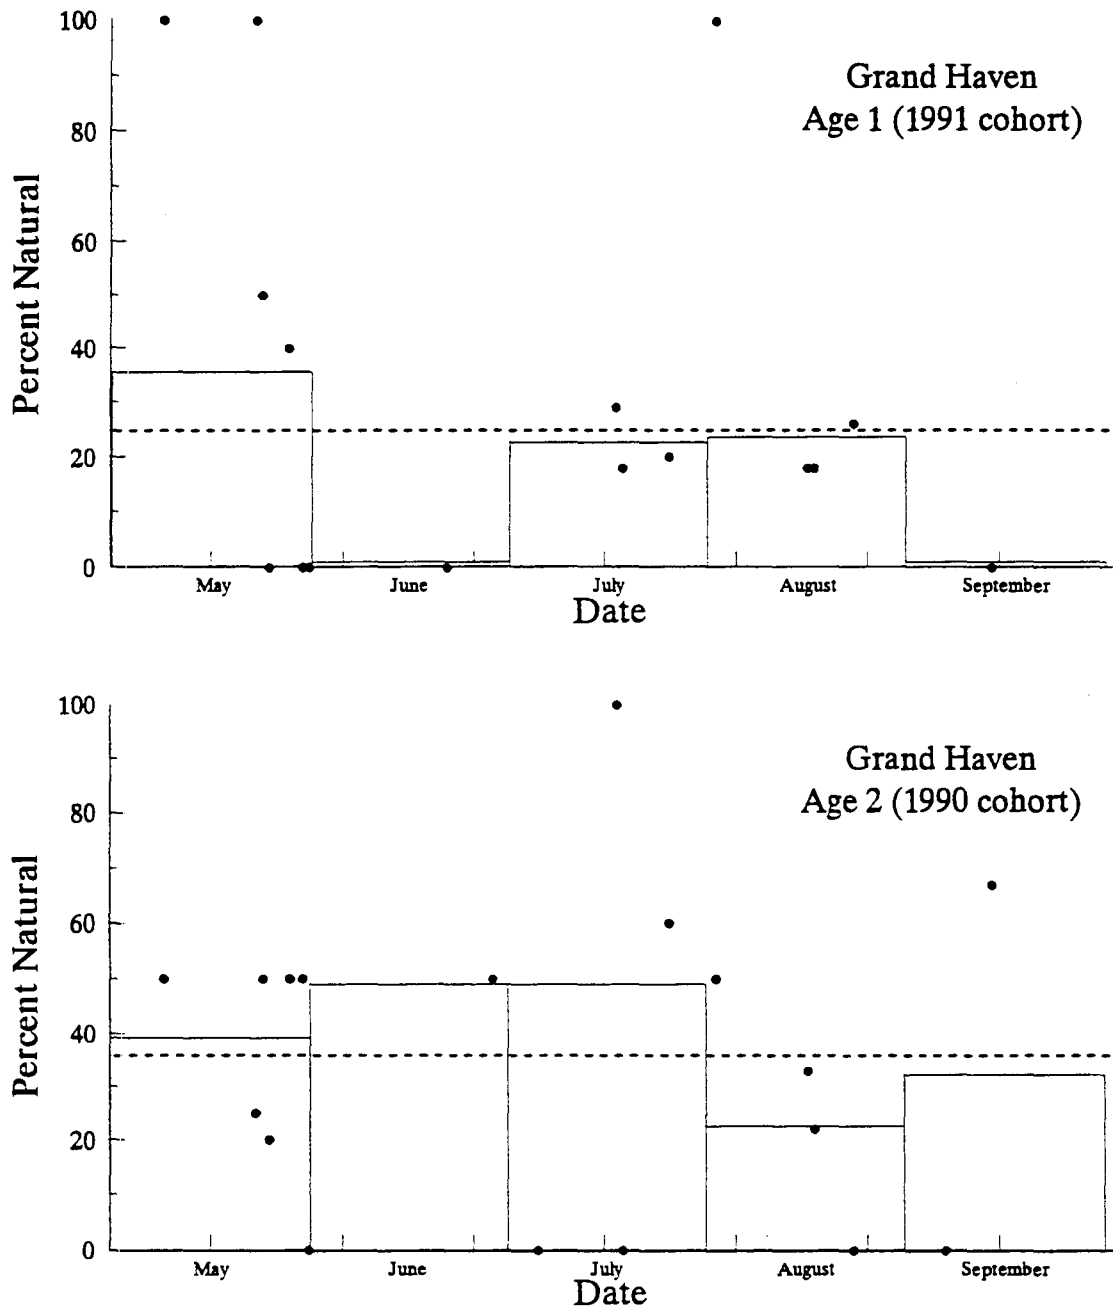 Grand Haven
Age 1 (1991 cohort)
Percent Natural
100
80
60
40
20
0
May June July August September
Date
Grand Haven
Age 2 (1990 cohort)
Percent Natural
100
80
60
40
20
0
May June July August September
Date